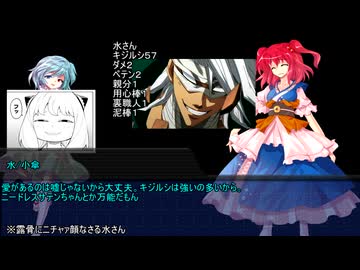 水さん
キジルシ57
ダメ2
ペテン2
親分1
用心棒1
裏職人1
泥棒1
フッ
水/小傘
愛があるのは嘘じゃないから大丈夫。キジルシは強いの多いから。
ニードレスサテンちゃんとか万能だもん
※露骨にニチャァ顔なさる水さん